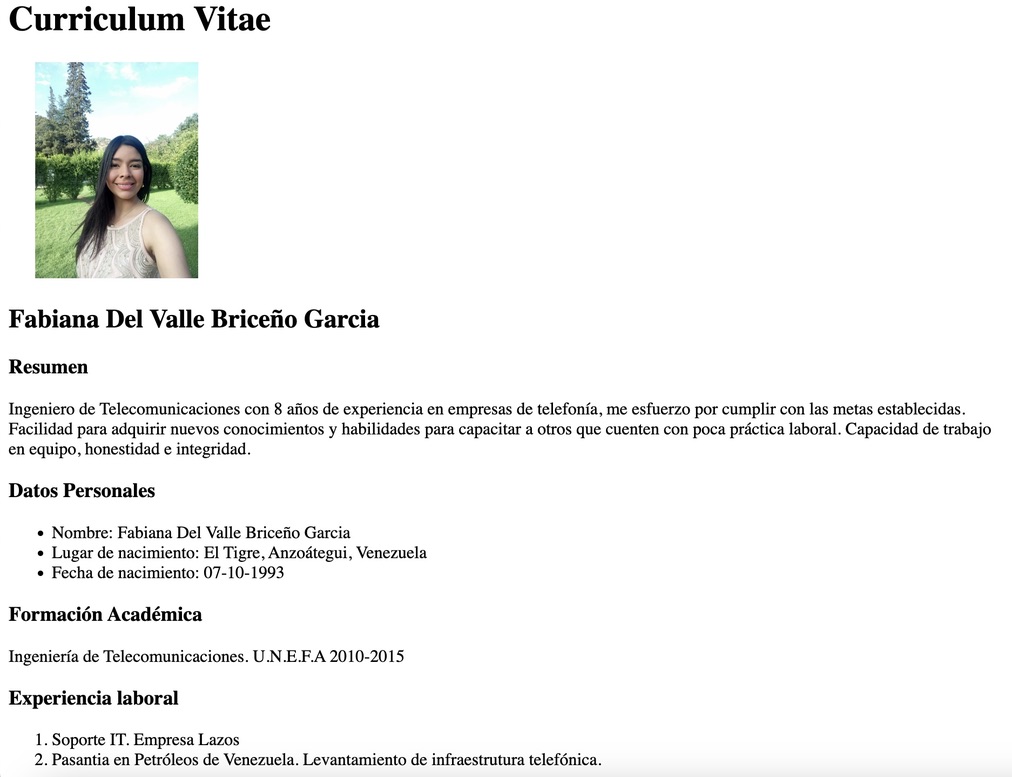 Curriculum Vitae
Fabiana Del Valle Briceño Garcia
Resumen
Ingeniero de Telecomunicaciones con 8 años de experiencia en empresas de telefonía, me esfuerzo por cumplir con las metas establecidas.
Facilidad para adquirir nuevos conocimientos y habilidades para capacitar a otros que cuenten con poca práctica laboral. Capacidad de trabajo
en equipo, honestidad e integridad.
Datos Personales
• Nombre: Fabiana Del Valle Briceño Garcia
• Lugar de nacimiento: El Tigre, Anzoátegui, Venezuela
• Fecha de nacimiento: 07-10-1993
Formación Académica
Ingeniería de Telecomunicaciones. U.N.E.F.A 2010-2015
Experiencia laboral
1. Soporte IT. Empresa Lazos
2. Pasantia en Petróleos de Venezuela. Levantamiento de infraestrutura telefónica.